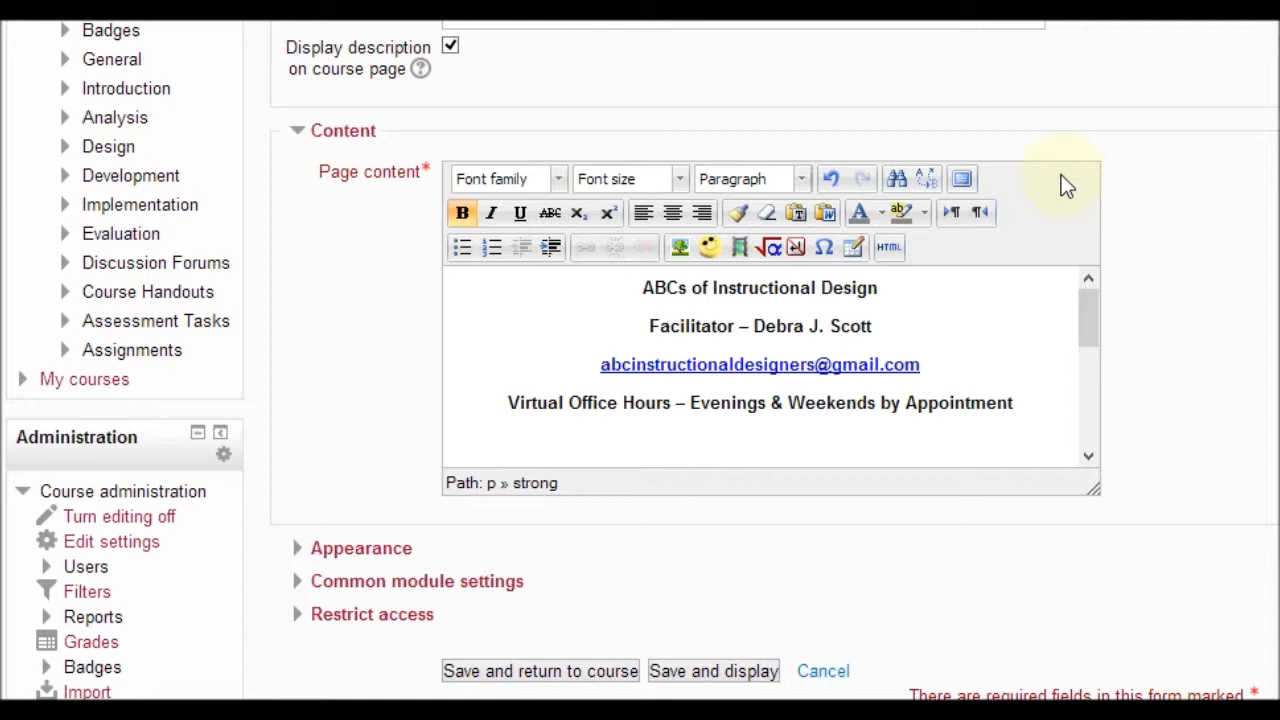 Badges
General
Introduction
Analysis
Design
Development
Implementation
Evaluation
Discussion Forums
Course Handouts
Assessment Tasks
Assignments
My courses
Administration
Course administration
Turn editing off
Edit settings
Users
Filters
Reports
Grades
Badges
Import
Display description
on course page
Content
Page content*
Font family
Font size
Paragraph
B I U ABC X₂ X²
HTML
ABCs of Instructional Design
Facilitator – Debra J. Scott
abcinstructionaldesigners@gmail.com
Virtual Office Hours – Evenings & Weekends by Appointment
Path: p » strong
Appearance
Common module settings
Restrict access
Save and return to course
Save and display
Cancel
There are required fields in this form marked *